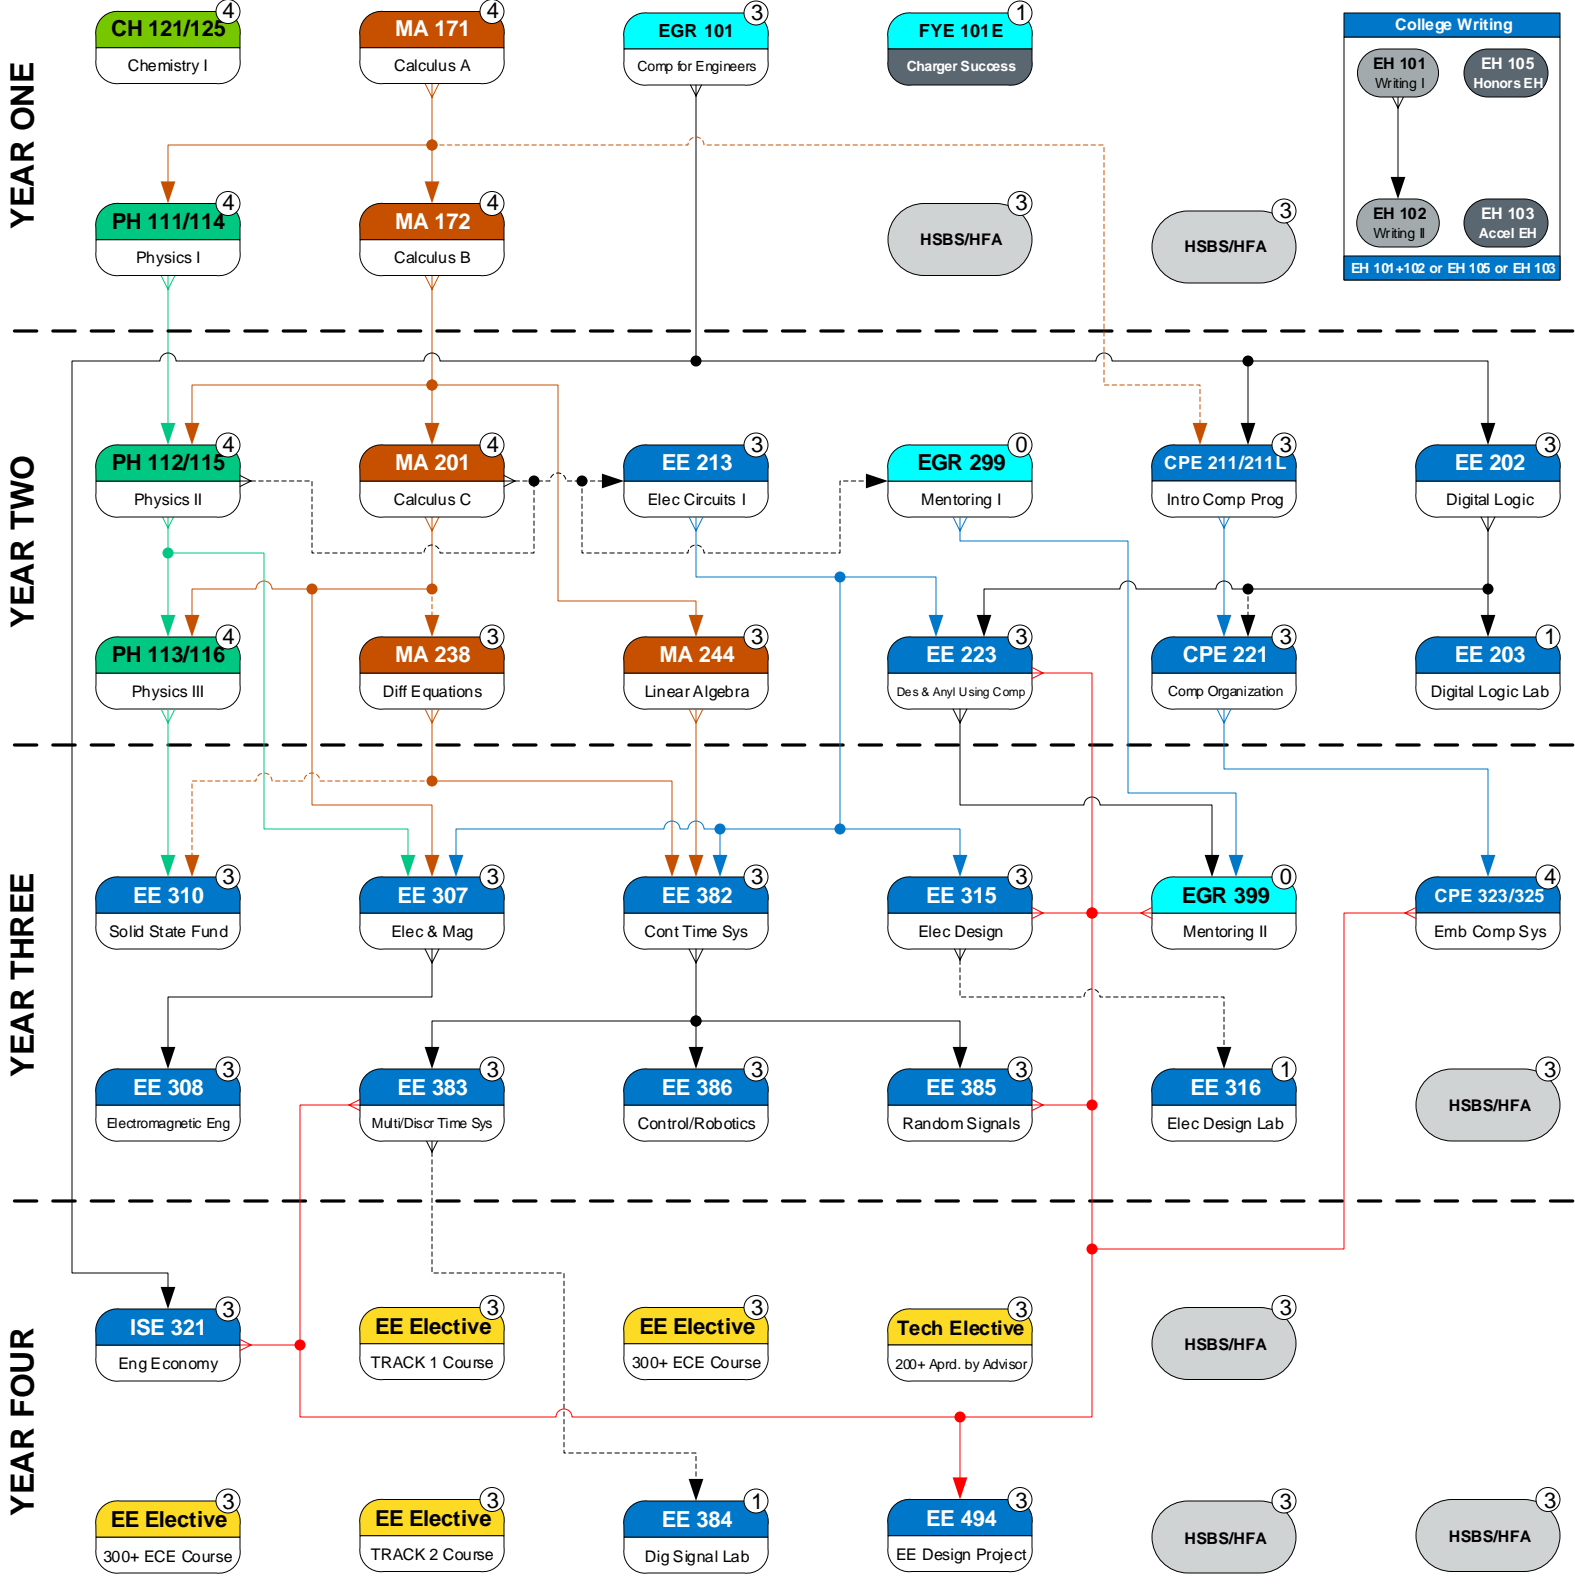 YEAR ONE
CH 121/125
4
Chemistry I
MA 171
4
Calculus A
EGR 101
3
Comp for Engineers
FYE 101E
1
Charger Success
College Writing
EH 101
Writing I
EH 105
Honors EH
EH 102
Writing II
EH 103
Accel EH
EH 101+102 or EH 105 or EH 103
PH 111/114
4
Physics I
MA 172
4
Calculus B
3
HSBS/HFA
3
HSBS/HFA
YEAR TWO
PH 112/115
4
Physics II
MA 201
4
Calculus C
EE 213
3
Elec Circuits I
EGR 299
0
Mentoring I
CPE 211/211L
3
Intro Comp Prog
EE 202
3
Digital Logic
PH 113/116
4
Physics III
MA 238
3
Diff Equations
MA 244
3
Linear Algebra
EE 223
3
Des & Anyl Using Comp
CPE 221
3
Comp Organization
EE 203
1
Digital Logic Lab
YEAR THREE
EE 310
3
Solid State Fund
EE 307
3
Elec & Mag
EE 382
3
Cont Time Sys
EE 315
3
Elec Design
EGR 399
0
Mentoring II
CPE 323/325
4
Emb Comp Sys
EE 308
3
Electromagnetic Eng
EE 383
3
Multi/Discr Time Sys
EE 386
3
Control/Robotics
EE 385
3
Random Signals
EE 316
1
Elec Design Lab
3
HSBS/HFA
YEAR FOUR
ISE 321
3
Eng Economy
EE Elective
3
TRACK 1 Course
EE Elective
3
300+ ECE Course
Tech Elective
3
200+ Aprd. by Advisor
3
HSBS/HFA
EE Elective
3
300+ ECE Course
EE Elective
3
TRACK 2 Course
EE 384
1
Dig Signal Lab
EE 494
3
EE Design Project
3
HSBS/HFA
3
HSBS/HFA